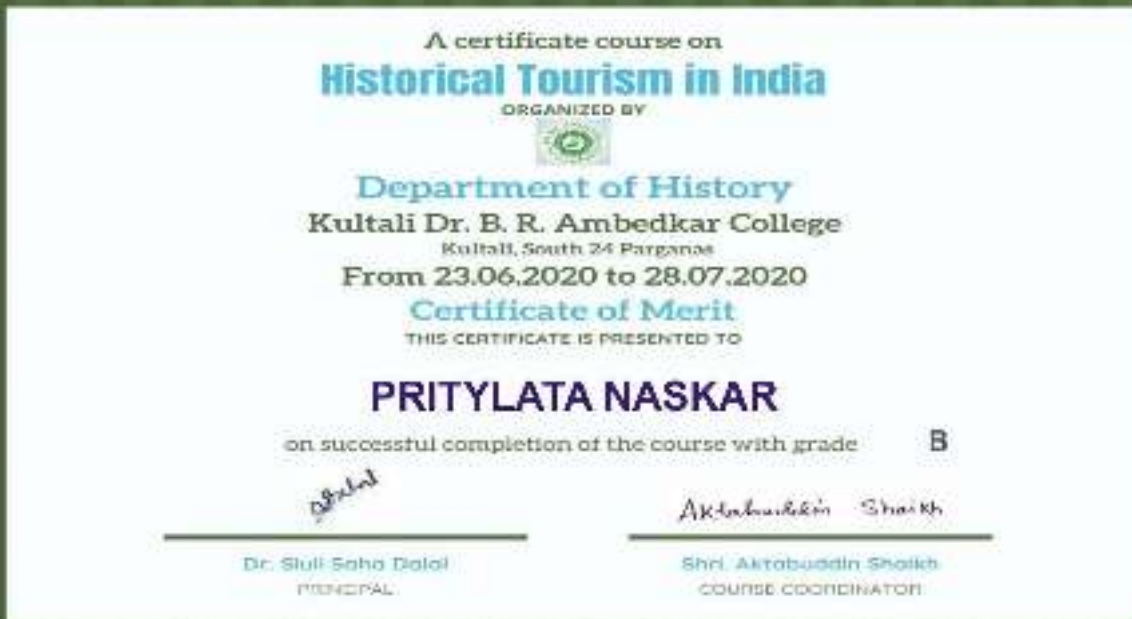 A certificate course on
Historical Tourism in India
ORGANIZED BY
Department of History
Kultali Dr. B. R. Ambedkar College
Kultali, South 24 Parganas
From 23.06.2020 to 28.07.2020
Certificate of Merit
THIS CERTIFICATE IS PRESENTED TO
PRITYLATA NASKAR
on successful completion of the course with grade B
Aktabuddin Shaikh
Dr. Siuli Saha Dalal Shri. Aktabuddin Shaikh
PRINCIPAL COURSE COORDINATOR